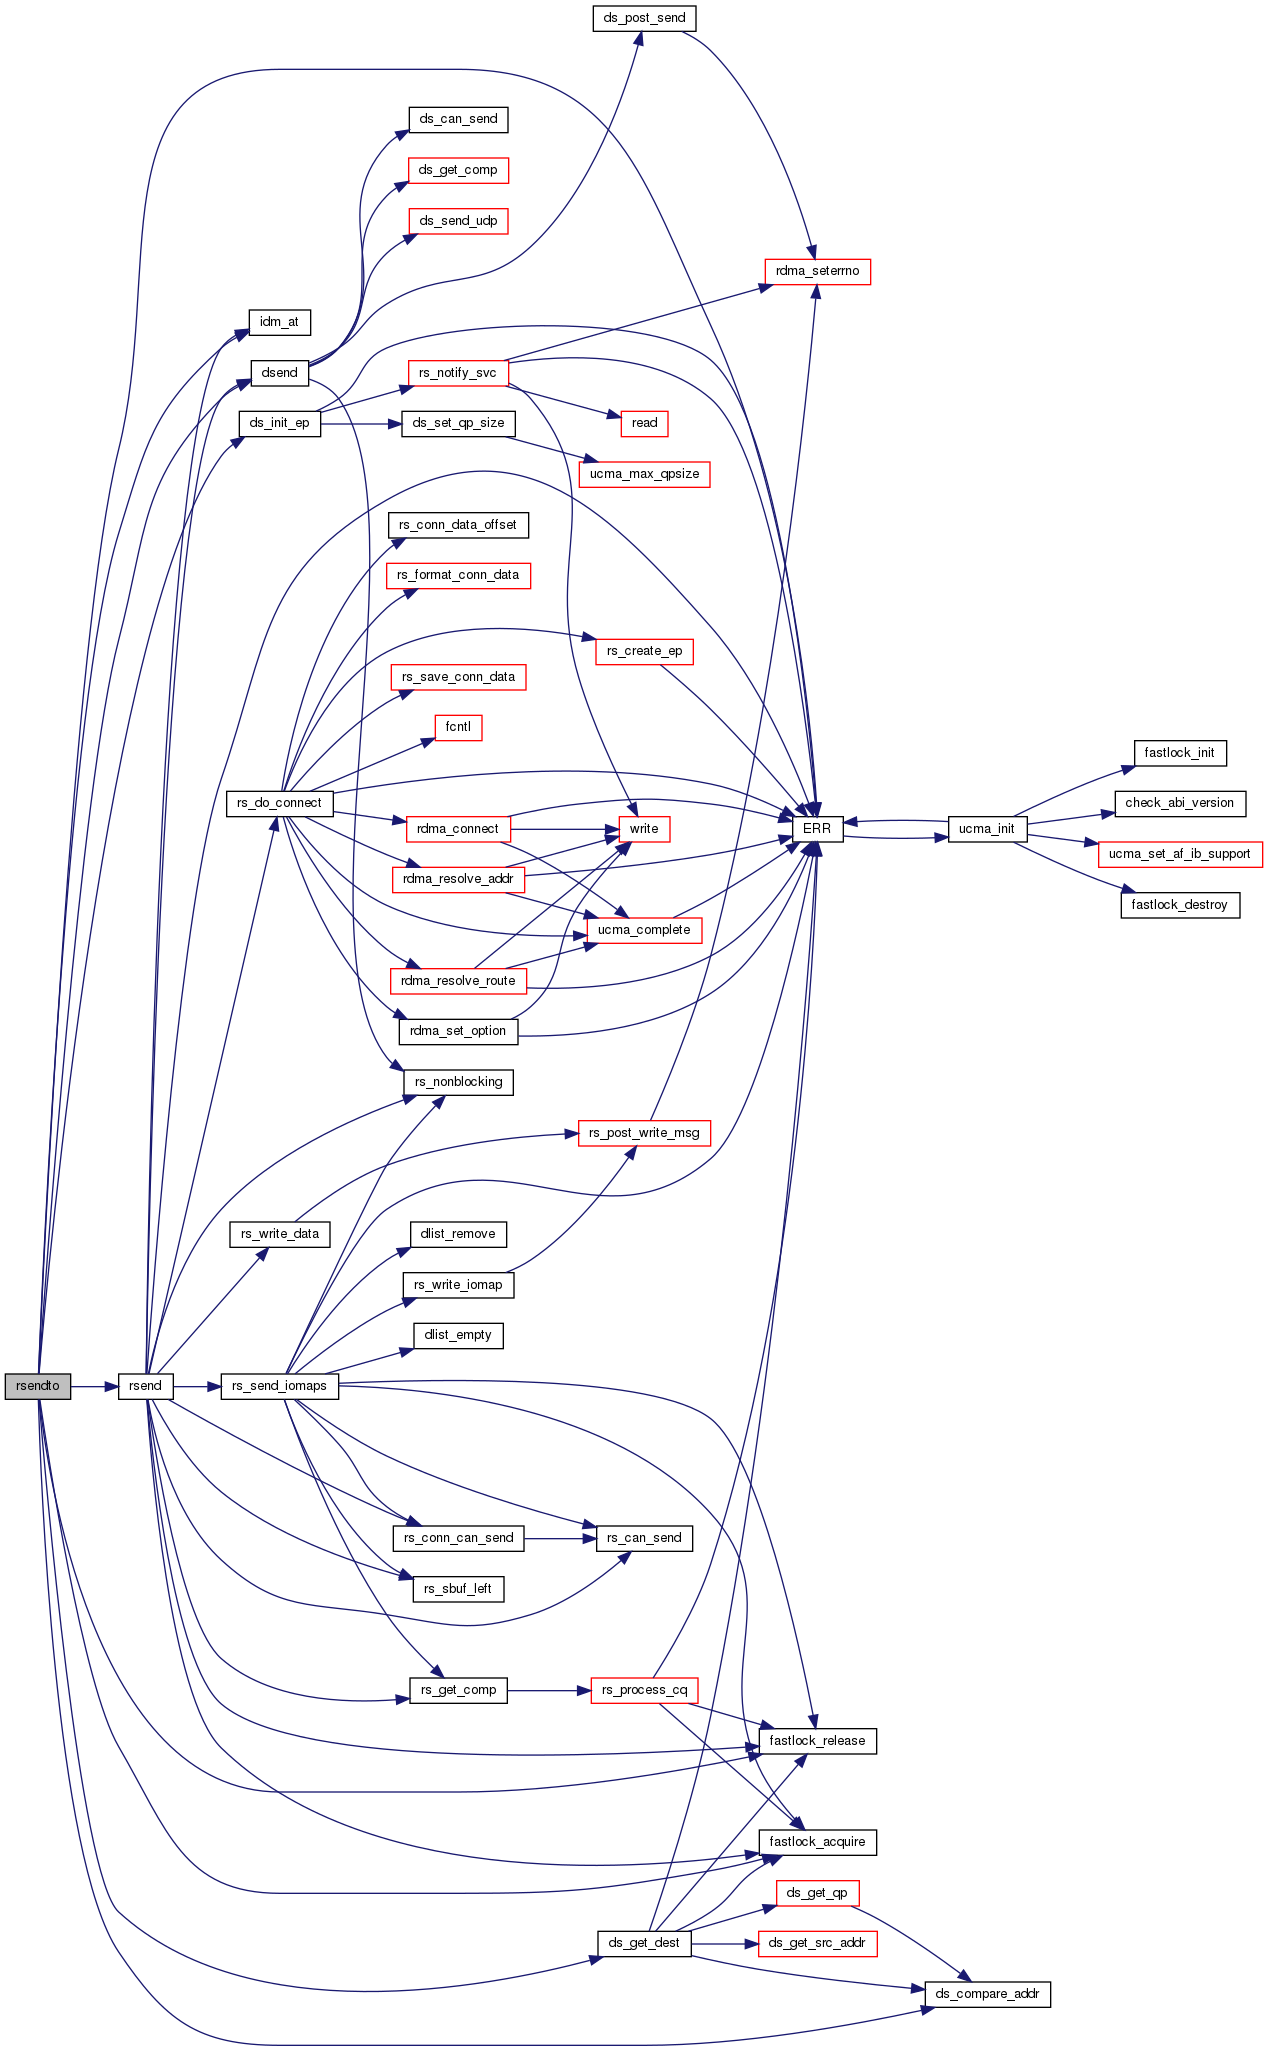 ds_post_send
ds_can_send
ds_get_comp
ds_send_udp
rdma_seterrno
idm_at
dsend
rs_notify_svc
ds_init_ep
ds_set_qp_size
read
ucma_max_qpsize
rs_conn_data_offset
rs_format_conn_data
rs_create_ep
rs_save_conn_data
fcntl
fastlock_init
rs_do_connect
check_abi_version
rdma_connect
write
ERR
ucma_init
ucma_set_af_ib_support
rdma_resolve_addr
fastlock_destroy
ucma_complete
rdma_resolve_route
rdma_set_option
rs_nonblocking
rs_post_write_msg
rs_write_data
dlist_remove
rs_write_iomap
dlist_empty
rsendto
rsend
rs_send_iomaps
rs_conn_can_send
rs_can_send
rs_sbuf_left
rs_get_comp
rs_process_cq
fastlock_release
fastlock_acquire
ds_get_qp
ds_get_dest
ds_get_src_addr
ds_compare_addr